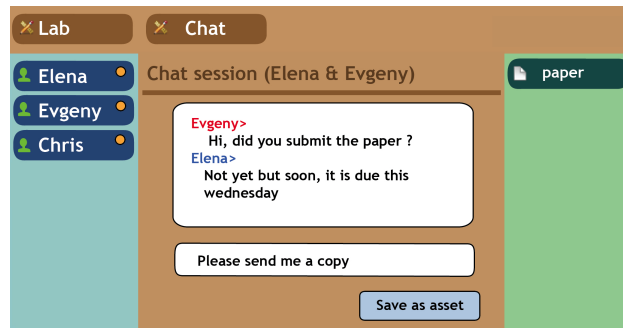 Lab
Chat
Elena
Evgeny
Chris
Chat session (Elena & Evgeny)
Evgeny>
Hi, did you submit the paper ?
Elena>
Not yet but soon, it is due this
wednesday
Please send me a copy
Save as asset
paper